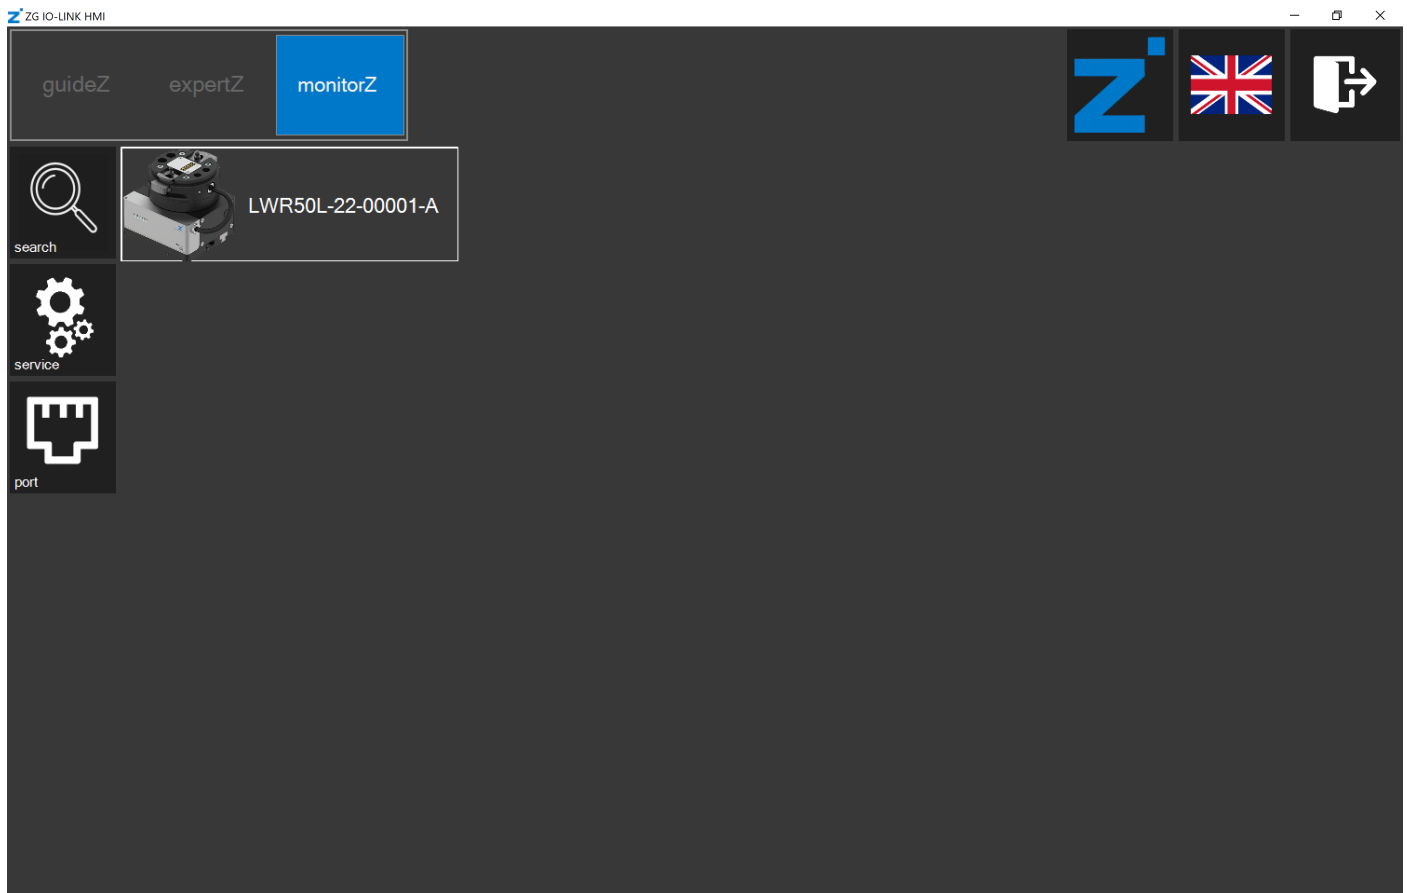 ZG IO-LINK HMI
guideZ expertZ monitorZ
search
LWR50L-22-00001-A
service
port